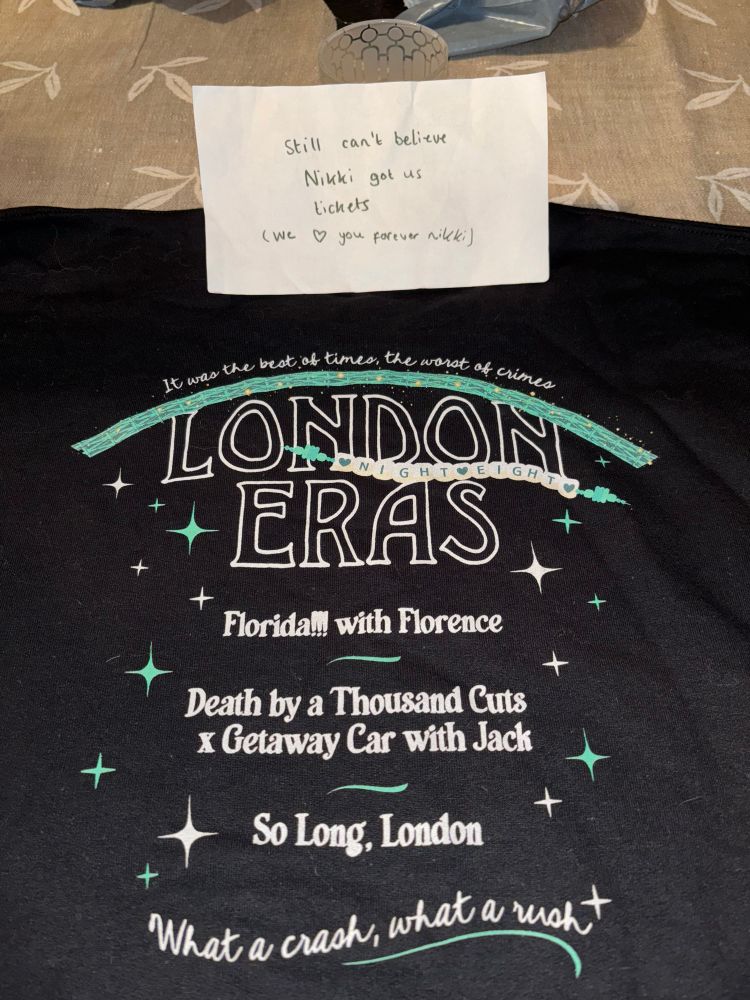 Still can't believe
Nikki got us
tickets
(we ♡ you forever nikki)
It was the best of times, the worst of crimes
LONDON
NIGHT EIGHT
ERAS
Florida!!! with Florence
Death by a Thousand Cuts
x Getaway Car with Jack
So Long, London
What a crash, what a rush